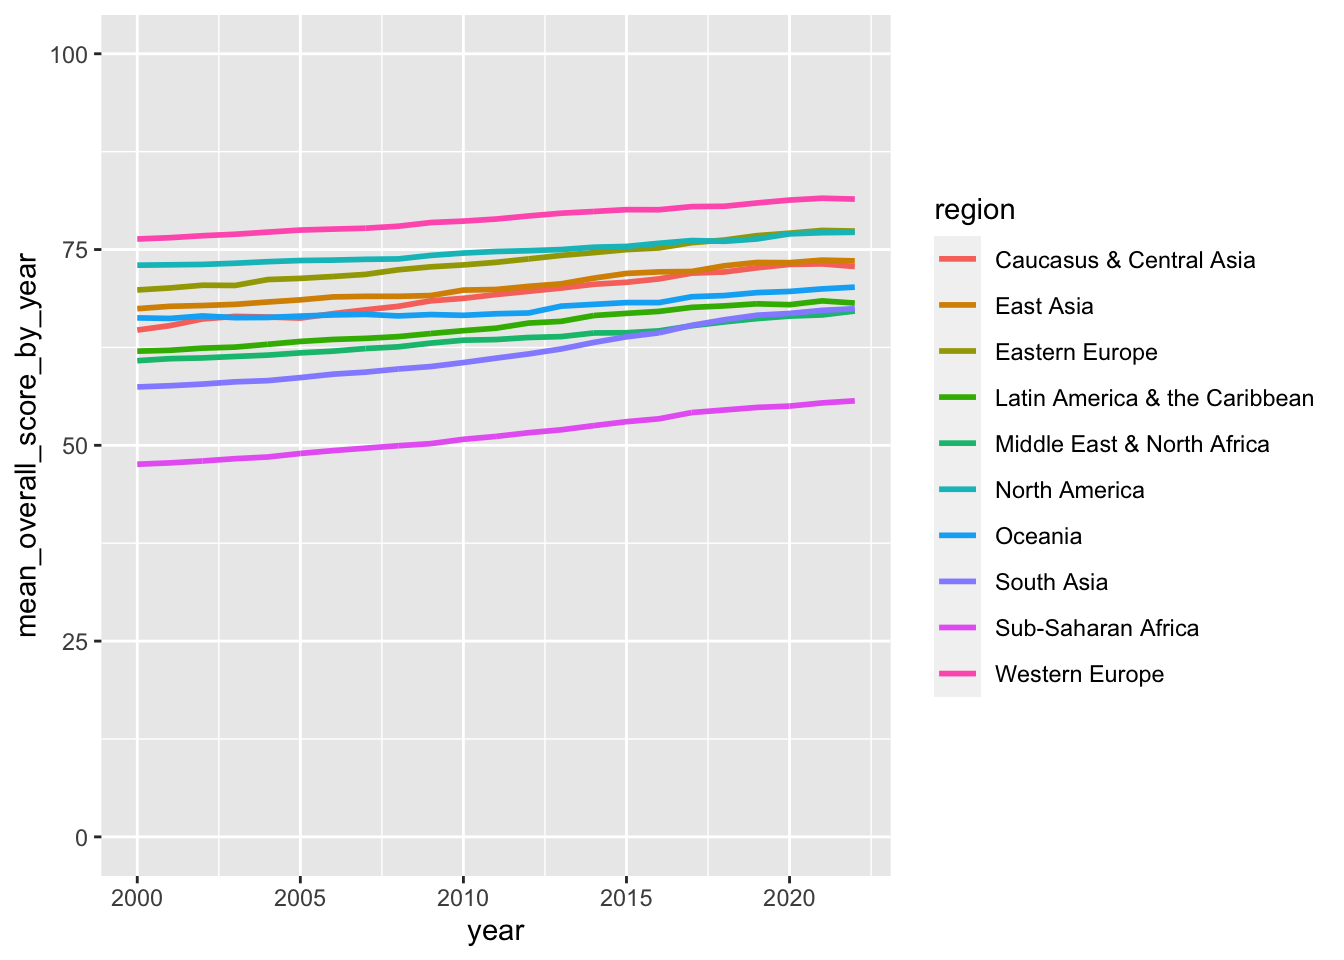 mean_overall_score_by_year
100
75
50
25
0
2000
2005
2010
2015
2020
year
region
Caucasus & Central Asia
East Asia
Eastern Europe
Latin America & the Caribbean
Middle East & North Africa
North America
Oceania
South Asia
Sub-Saharan Africa
Western Europe